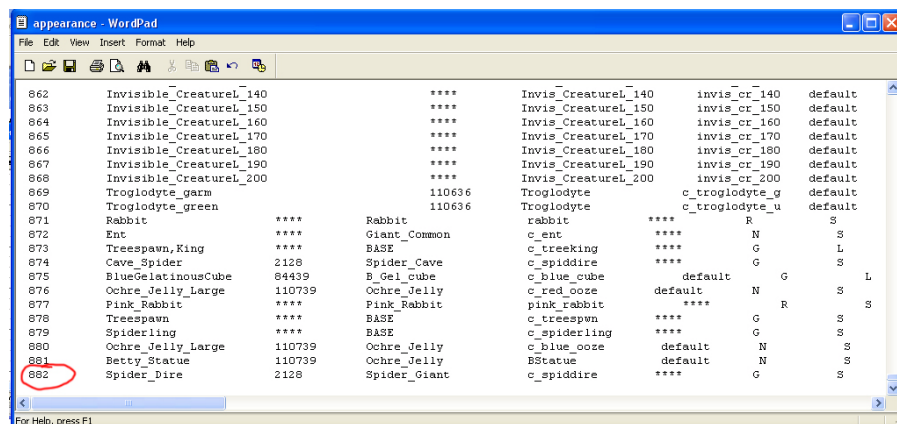 appearance - WordPad
File Edit View Insert Format Help
862 Invisible_CreatureL_140 **** Invis_CreatureL_140 invis_cr_140 default
863 Invisible_CreatureL_150 **** Invis_CreatureL_150 invis_cr_150 default
864 Invisible_CreatureL_160 **** Invis_CreatureL_160 invis_cr_160 default
865 Invisible_CreatureL_170 **** Invis_CreatureL_170 invis_cr_170 default
866 Invisible_CreatureL_180 **** Invis_CreatureL_180 invis_cr_180 default
867 Invisible_CreatureL_190 **** Invis_CreatureL_190 invis_cr_190 default
868 Invisible_CreatureL_200 **** Invis_CreatureL_200 invis_cr_200 default
869 Troglodyte_garm 110636 Troglodyte c_troglodyte_g default
870 Troglodyte_green 110636 Troglodyte c_troglodyte_u default
871 Rabbit **** Rabbit rabbit **** R S
872 Ent **** Giant_Common c_ent **** N S
873 Treespawn,King **** BASE c_treeking **** G L
874 Cave_Spider 2128 Spider_Cave c_spiddire **** G S
875 BlueGelatinousCube 84439 B_Gel_cube c_blue_cube default G L
876 Ochre_Jelly_Large 110739 Ochre_Jelly c_red_ooze default N S
877 Pink_Rabbit **** Pink_Rabbit pink_rabbit **** R S
878 Treespawn **** BASE c_treespwn **** G S
879 Spiderling **** BASE c_spiderling **** G S
880 Ochre_Jelly_Large 110739 Ochre_Jelly c_blue_ooze default N S
881 Betty_Statue 110739 Ochre_Jelly BStatue default N S
882 Spider_Dire 2128 Spider_Giant c_spiddire **** G S
For Help, press F1